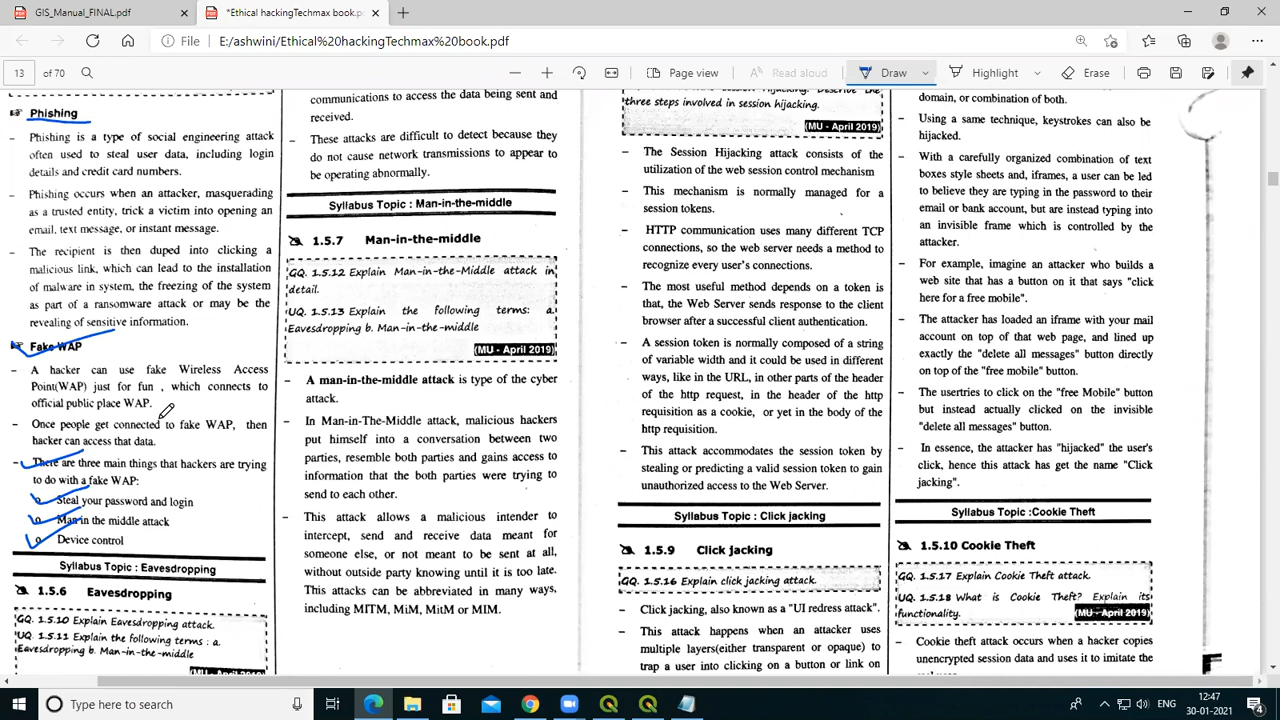 GIS_Manual_FINAL.pdf
*Ethical hackingTechmax book.pdf
File
E:/ashwini/Ethical%20hackingTechmax%20book.pdf
13
of 70
Page view
Read aloud
Draw
Highlight
Erase
Phishing
- Phishing is a type of social engineering attack
often used to steal user data, including login
details and credit card numbers.
- Phishing occurs when an attacker, masquerading
as a trusted entity, trick a victim into opening an
email, text message, or instant message.
- The recipient is then duped into clicking a
malicious link, which can lead to the installation
of malware in system, the freezing of the system
as part of a ransomware attack or may be the
revealing of sensitive information.
Fake WAP
- A hacker can use fake Wireless Access
Point(WAP) just for fun , which connects to
official public place WAP.
- Once people get connected to fake WAP, then
hacker can access that data.
- There are three main things that hackers are trying
to do with a fake WAP:
o Steal your password and login
o Man in the middle attack
o Device control
Syllabus Topic : Eavesdropping
1.5.6 Eavesdropping
GQ. 1.5.10 Explain Eavesdropping attack.
UQ. 1.5.11 Explain the following terms : a.
Eavesdropping b. Man-in-the-middle
communications to access the data being sent and
received.
- These attacks are difficult to detect because they
do not cause network transmissions to appear to
be operating abnormally.
Syllabus Topic : Man-in-the-middle
1.5.7 Man-in-the-middle
GQ. 1.5.12 Explain Man-in-the-Middle attack in
detail.
UQ. 1.5.13 Explain the following terms: a.
Eavesdropping b. Man-in-the-middle
(MU - April 2019)
- A man-in-the-middle attack is type of the cyber
attack.
- In Man-in-The-Middle attack, malicious hackers
put himself into a conversation between two
parties, resemble both parties and gains access to
information that the both parties were trying to
send to each other.
- This attack allows a malicious intender to
intercept, send and receive data meant for
someone else, or not meant to be sent at all,
without outside party knowing until it is too late.
This attacks can be abbreviated in many ways,
including MITM, MiM, MitM or MIM.
three steps involved in session hijacking.
(MU - April 2019)
- The Session Hijacking attack consists of the
utilization of the web session control mechanism
- This mechanism is normally managed for a
session tokens.
- HTTP communication uses many different TCP
connections, so the web server needs a method to
recognize every user's connections.
- The most useful method depends on a token is
that, the Web Server sends response to the client
browser after a successful client authentication.
- A session token is normally composed of a string
of variable width and it could be used in different
ways, like in the URL, in other parts of the header
of the http request, in the header of the http
requisition as a cookie, or yet in the body of the
http requisition.
- This attack accommodates the session token by
stealing or predicting a valid session token to gain
unauthorized access to the Web Server.
Syllabus Topic : Click jacking
1.5.9 Click jacking
GQ. 1.5.16 Explain click jacking attack.
- Click jacking, also known as a "UI redress attack".
- This attack happens when an attacker uses
multiple layers(either transparent or opaque) to
trap a user into clicking on a button or link on
domain, or combination of both.
- Using a same technique, keystrokes can also be
hijacked.
- With a carefully organized combination of text
boxes style sheets and, iframes, a user can be led
to believe they are typing in the password to their
email or bank account, but are instead typing into
an invisible frame which is controlled by the
attacker.
- For example, imagine an attacker who builds a
web site that has a button on it that says "click
here for a free mobile".
- The attacker has loaded an iframe with your mail
account on top of that web page, and lined up
exactly the "delete all messages" button directly
on top of the "free mobile" button.
- The usertries to click on the "free Mobile" button
but instead actually clicked on the invisible
"delete all messages" button.
- In essence, the attacker has "hijacked" the user's
click, hence this attack has get the name "Click
jacking".
Syllabus Topic :Cookie Theft
1.5.10 Cookie Theft
GQ. 1.5.17 Explain Cookie Theft attack.
UQ. 1.5.18 What is Cookie Theft? Explain its
functionality. (MU - April 2019)
- Cookie theft attack occurs when a hacker copies
unencrypted session data and uses it to imitate the
Type here to search
ENG
12:47
30-01-2021